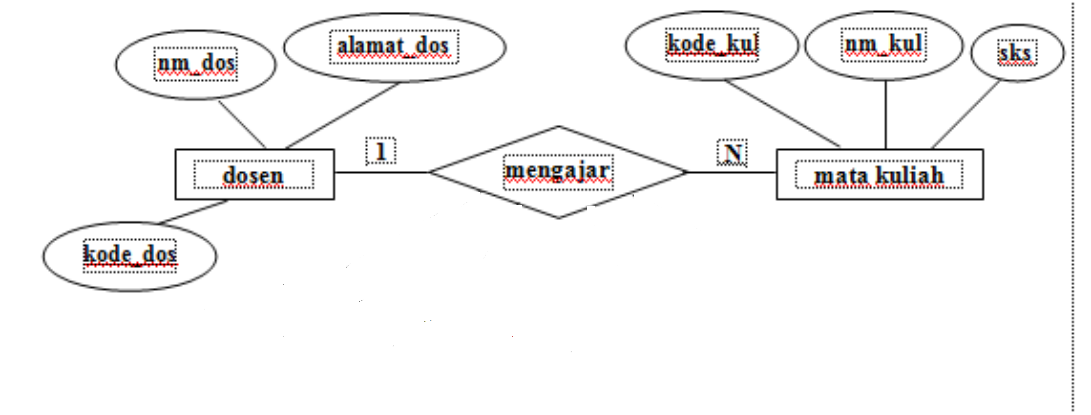 nm_dos
alamat_dos
kode_kul
nm_kul
sks
1
N
dosen
mengajar
mata kuliah
kode_dos